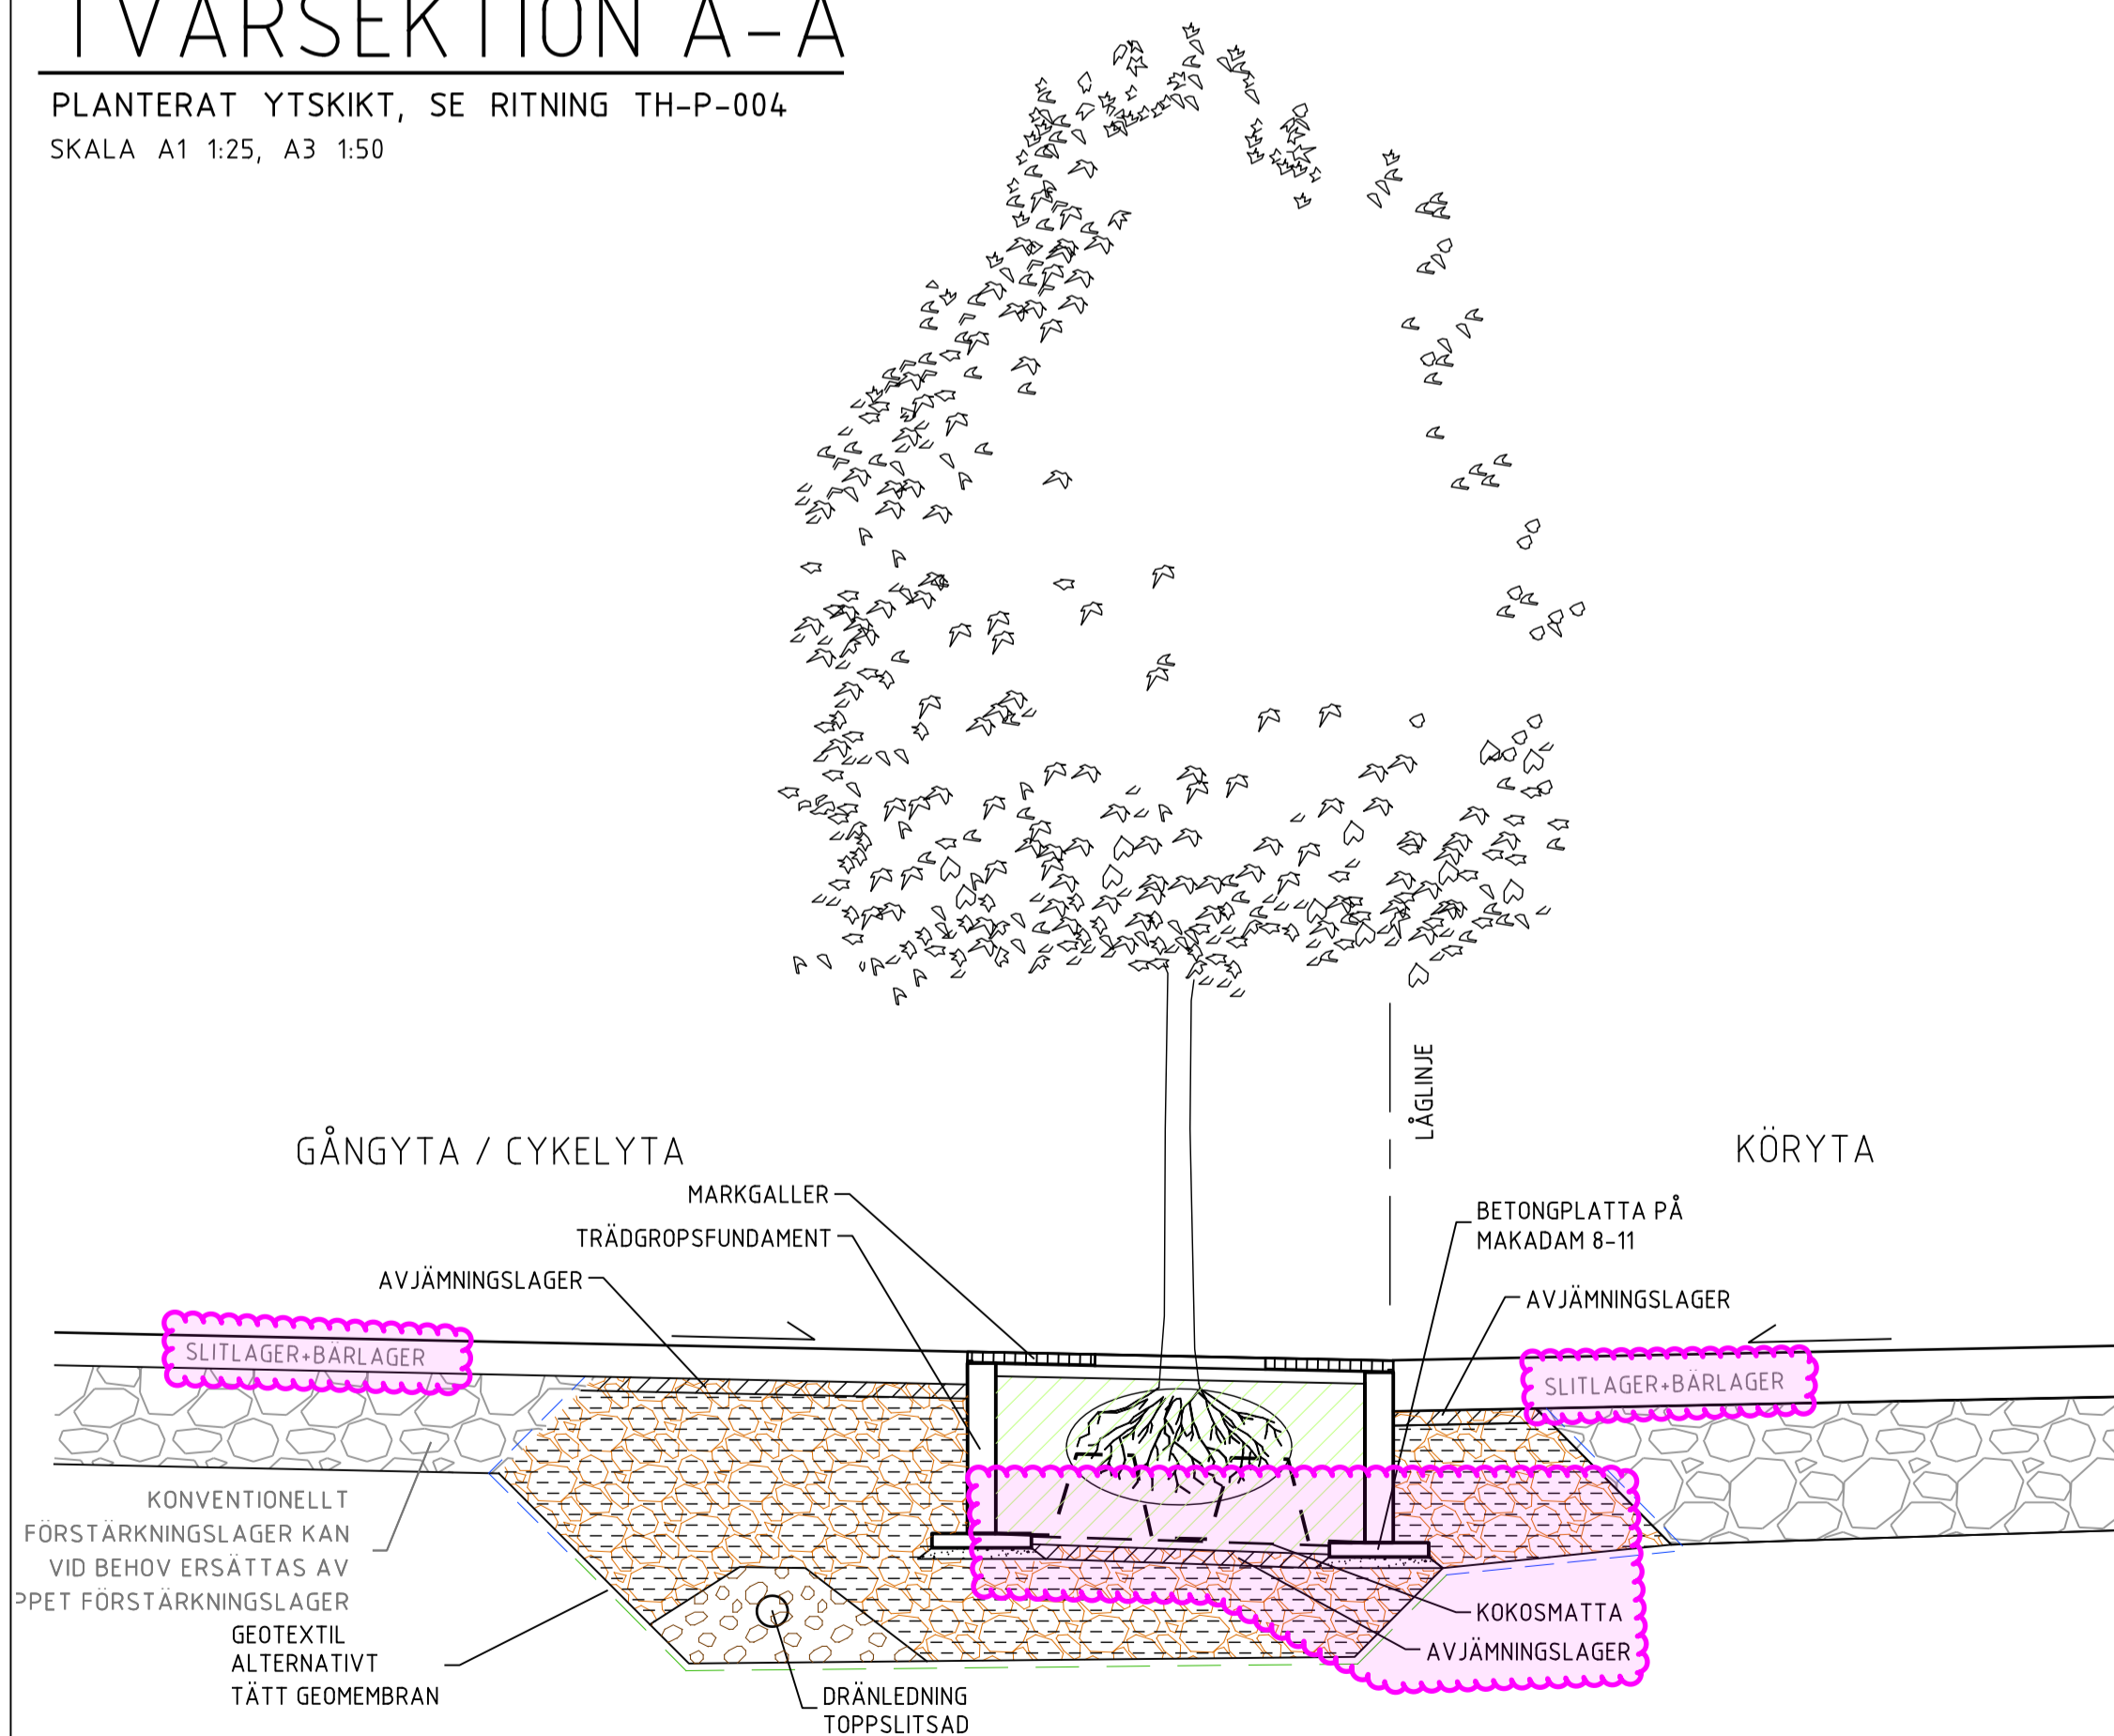 TVÄRSEKTION A-A
PLANTERAT YTSKIKT, SE RITNING TH-P-004
SKALA A1 1:25, A3 1:50
LÅGLINJE
GÅNGYTA / CYKELYTA
KÖRYTA
MARKGALLER
TRÄDGROPSFUNDAMENT
AVJÄMNINGSLAGER
BETONGPLATTA PÅ
MAKADAM 8-11
AVJÄMNINGSLAGER
SLITLAGER+BÄRLAGER
SLITLAGER+BÄRLAGER
KONVENTIONELLT
FÖRSTÄRKNINGSLAGER KAN
VID BEHOV ERSÄTTAS AV
PPET FÖRSTÄRKNINGSLAGER
GEOTEXTIL
ALTERNATIVT
TÄTT GEOMEMBRAN
KOKOSMATTA
AVJÄMNINGSLAGER
DRÄNLEDNING
TOPPSLITSAD